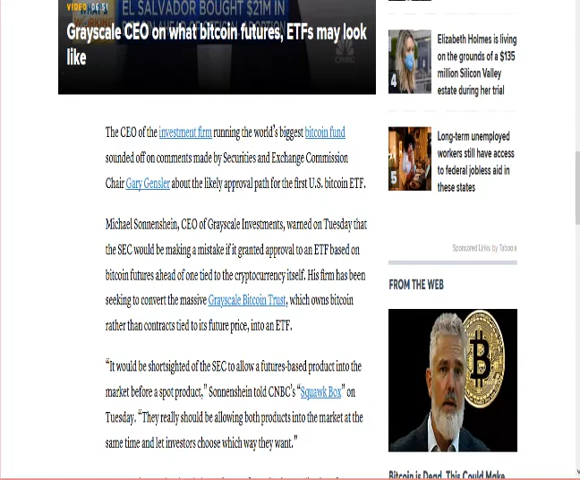 VIDEO 06:51
EL SALVADOR BOUGHT $21M IN
Grayscale CEO on what bitcoin futures, ETFs may look
like
CNBC
The CEO of the investment firm running the world's biggest bitcoin fund
sounded off on comments made by Securities and Exchange Commission
Chair Gary Gensler about the likely approval path for the first U.S. bitcoin ETF.
Michael Sonnenshein, CEO of Grayscale Investments, warned on Tuesday that
the SEC would be making a mistake if it granted approval to an ETF based on
bitcoin futures ahead of one tied to the cryptocurrency itself. His firm has been
seeking to convert the massive Grayscale Bitcoin Trust, which owns bitcoin
rather than contracts tied to its future price, into an ETF.
“It would be shortsighted of the SEC to allow a futures-based product into the
market before a spot product,” Sonnenshein told CNBC’s “Squawk Box” on
Tuesday. “They really should be allowing both products into the market at the
same time and let investors choose which way they want.”
4
Elizabeth Holmes is living
on the grounds of a $135
million Silicon Valley
estate during her trial
5
Long-term unemployed
workers still have access
to federal jobless aid in
these states
Sponsored Links by Taboola
FROM THE WEB
Bitcoin is Dead. This Could Make